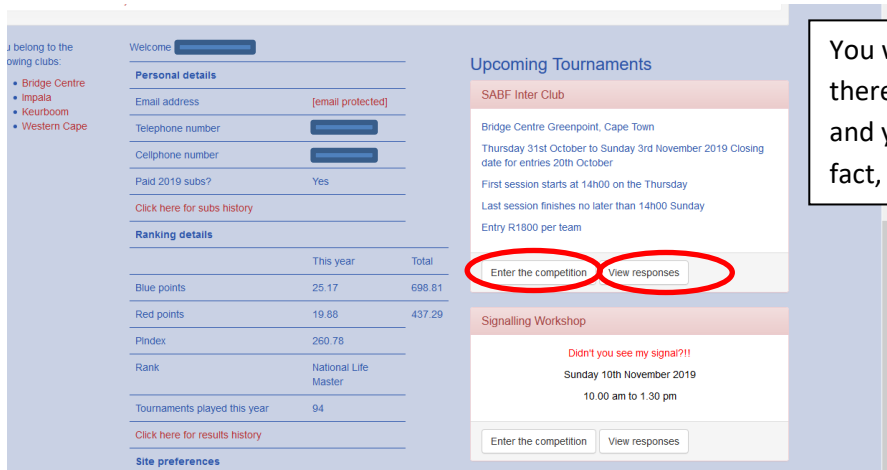 u belong to the
owing clubs:
Bridge Centre
Impala
Keurboom
Western Cape
Welcome
Personal details
Email address [email protected]
Telephone number
Cellphone number
Paid 2019 subs? Yes
Click here for subs history
Ranking details
This year Total
Blue points 25.17 698.81
Red points 19.88 437.29
PIndex 260.78
Rank National Life
Master
Tournaments played this year 94
Click here for results history
Site preferences
Upcoming Tournaments
SABF Inter Club
Bridge Centre Greenpoint, Cape Town
Thursday 31st October to Sunday 3rd November 2019 Closing
date for entries 20th October
First session starts at 14h00 on the Thursday
Last session finishes no later than 14h00 Sunday
Entry R1800 per team
Enter the competition View responses
Signalling Workshop
Didn't you see my signal?!!
Sunday 10th November 2019
10.00 am to 1.30 pm
Enter the competition View responses
You
there
and
fact,